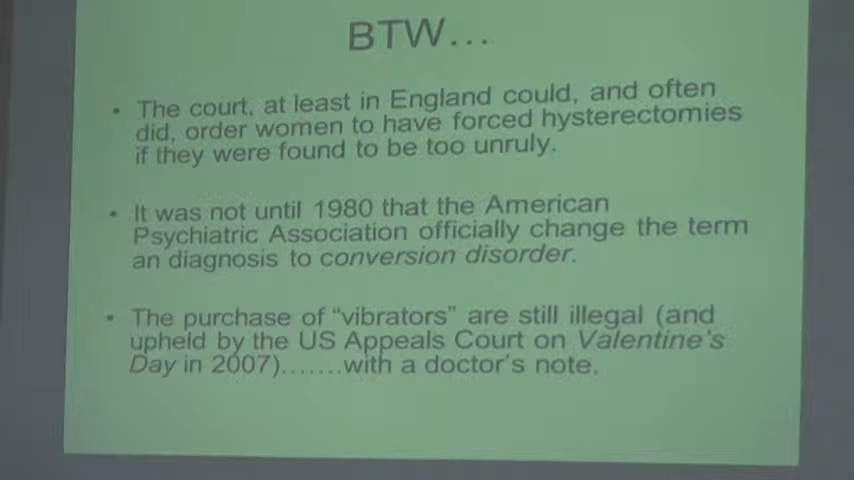 BTW...
• The court, at least in England could, and often
did, order women to have forced hysterectomies
if they were found to be too unruly.
• It was not until 1980 that the American
Psychiatric Association officially change the term
an diagnosis to conversion disorder.
• The purchase of “vibrators” are still illegal (and
upheld by the US Appeals Court on Valentine’s
Day in 2007).......with a doctor’s note.